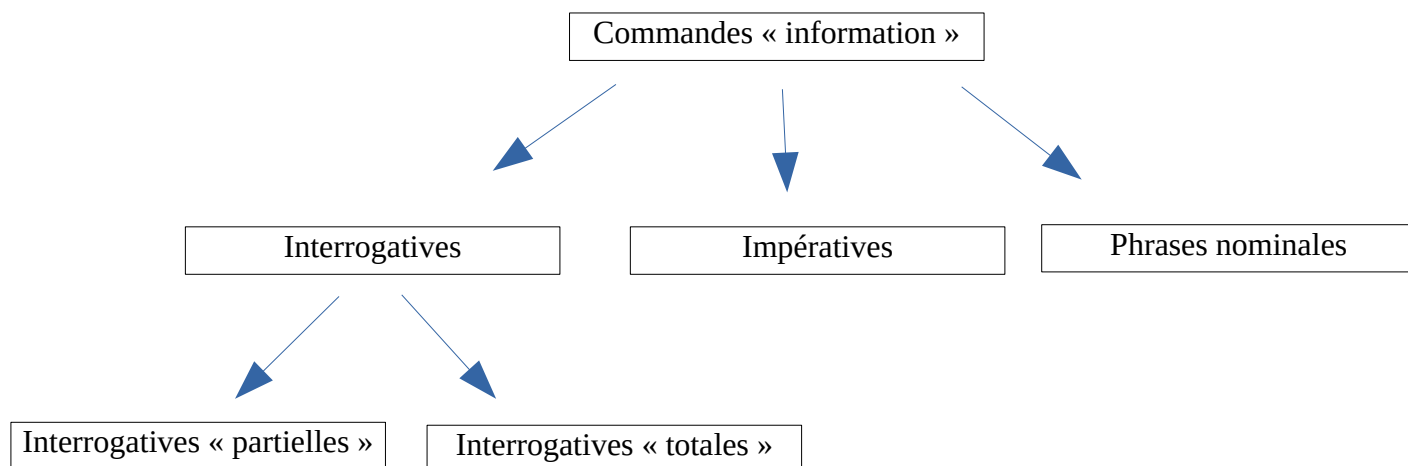 Commandes « information »
Interrogatives
Impératives
Phrases nominales
Interrogatives « partielles »
Interrogatives « totales »